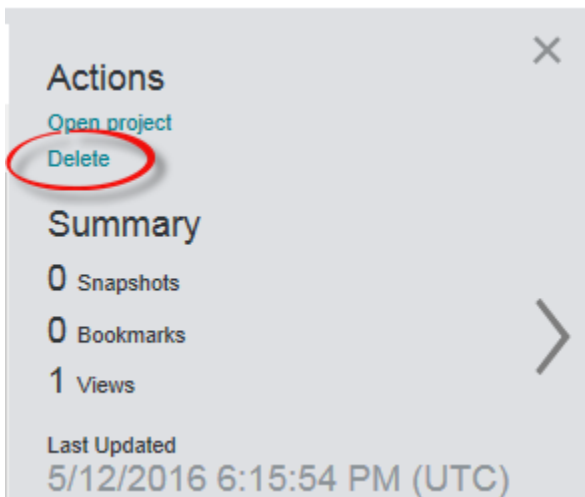 Actions
Open project
Delete
Summary
0 Snapshots
0 Bookmarks
1 Views
Last Updated
5/12/2016 6:15:54 PM (UTC)